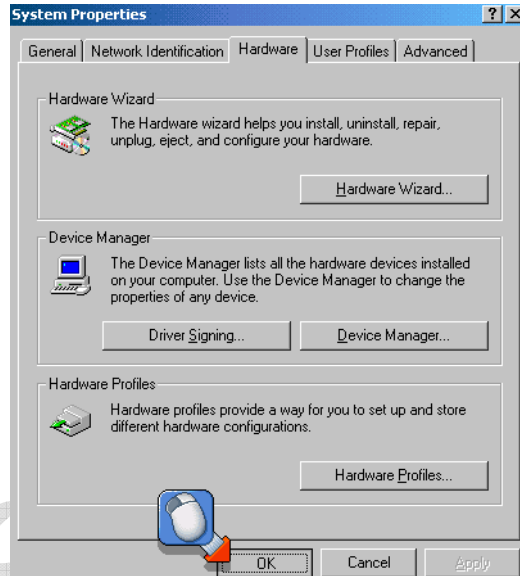 System Properties
General
Network Identification
Hardware
User Profiles
Advanced
Hardware Wizard
The Hardware wizard helps you install, uninstall, repair,
unplug, eject, and configure your hardware.
Hardware Wizard...
Device Manager
The Device Manager lists all the hardware devices installed
on your computer. Use the Device Manager to change the
properties of any device.
Driver Signing...
Device Manager...
Hardware Profiles
Hardware profiles provide a way for you to set up and store
different hardware configurations.
Hardware Profiles...
OK
Cancel
Apply